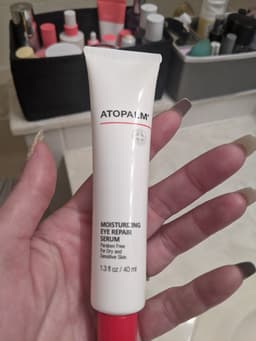 ATOPALM®
MOISTURIZING
EYE REPAIR
SERUM
Paraben Free
For Dry and
Sensitive Skin
1.3 fl oz / 40 ml